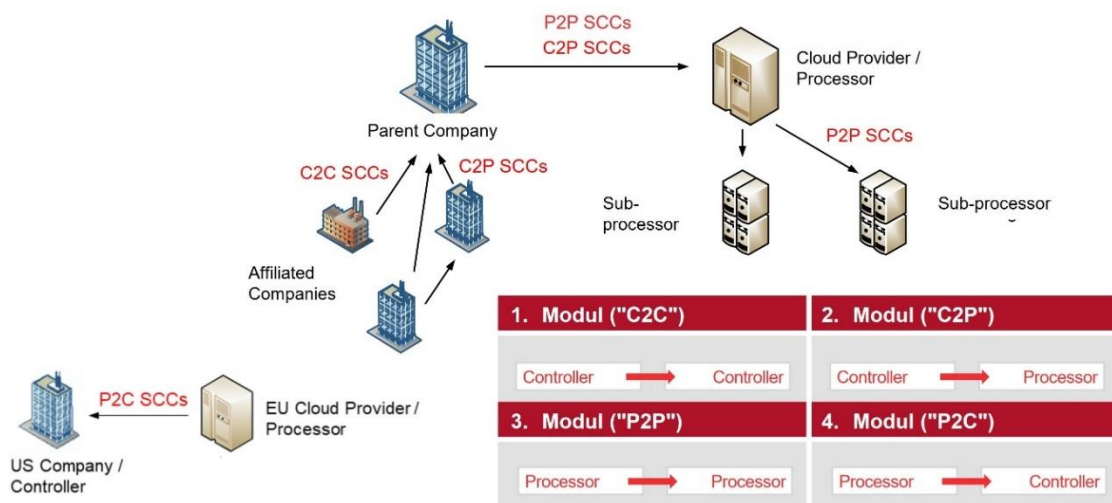 P2P SCCs
C2P SCCs
Cloud Provider /
Processor
Parent Company
P2P SCCs
C2C SCCs
C2P SCCs
Sub-
processor
Sub-processor
Affiliated
Companies
P2C SCCs
EU Cloud Provider /
Processor
US Company /
Controller
1. Modul ("C2C")
2. Modul ("C2P")
Controller
Controller
Controller
Processor
3. Modul ("P2P")
4. Modul ("P2C")
Processor
Processor
Processor
Controller